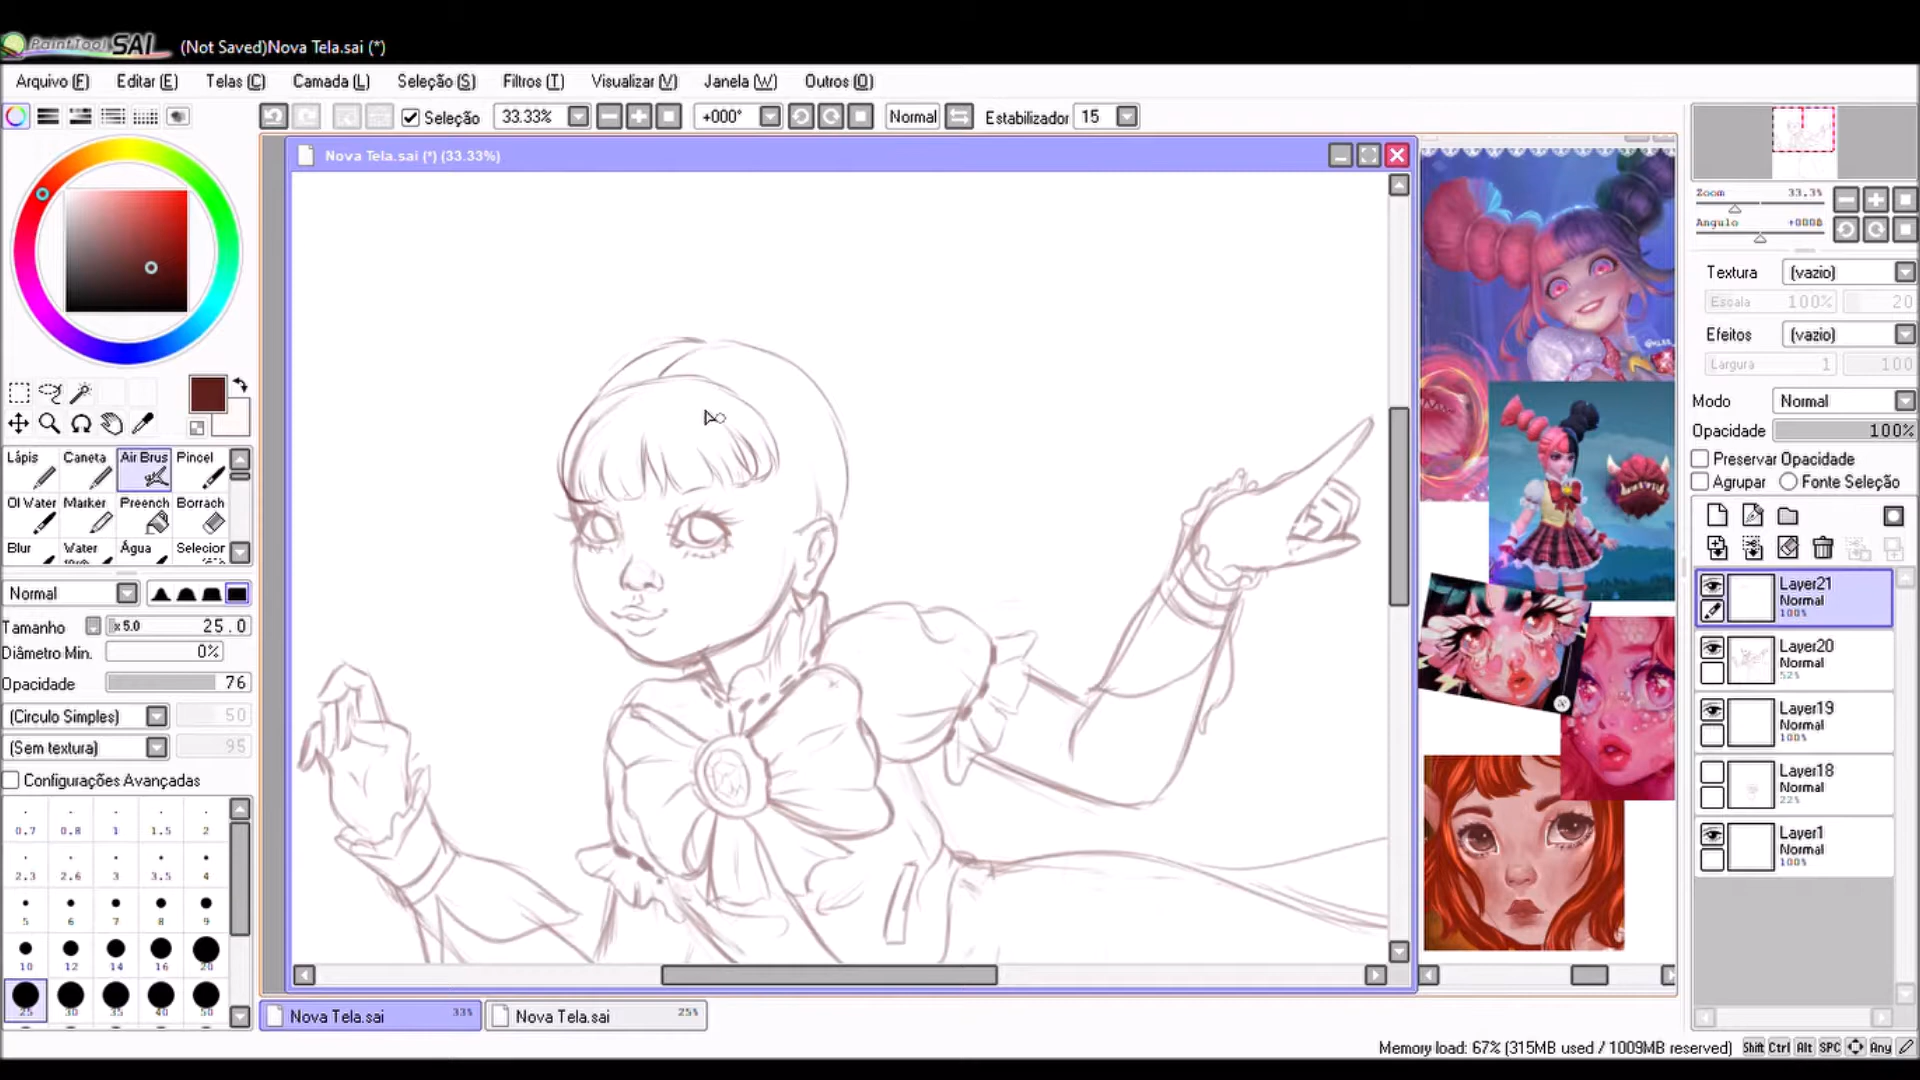 PaintTool SAI (Not Saved)Nova Tela.sai (*)
Arquivo (F) Editar (E) Telas (C) Camada (L) Seleção (S) Filtros (T) Visualizar (V) Janela (W) Outros (O)
Seleção 33.33% +000° Normal Estabilizador 15
Nova Tela.sai (*) (33.33%)
Zoom 33.3%
Angulo +000θ
Textura (vazio)
Escala 100% 20
Efeitos (vazio)
Largura 1 100
Modo Normal
Opacidade 100%
Preservar Opacidade
Agrupar Fonte Seleção
Lápis Caneta Air Brus Pincel
Ol Water Marker Preench Borrach
Blur Water Água Selecior
Normal
Tamanho x 5.0 25.0
Diâmetro Min. 0%
Opacidade 76
(Circulo Simples) 50
(Sem textura) 95
Configurações Avançadas
0.7 0.8 1 1.5 2
2.3 2.6 3 3.5 4
5 6 7 8 9
10 12 14 16 20
25 30 35 40 50
Layer21
Normal
100%
Layer20
Normal
52%
Layer19
Normal
100%
Layer18
Normal
22%
Layer1
Normal
100%
Nova Tela.sai 33% Nova Tela.sai 25%
Memory load: 67% (315MB used / 1009MB reserved) Shift Ctrl Alt SPC Any